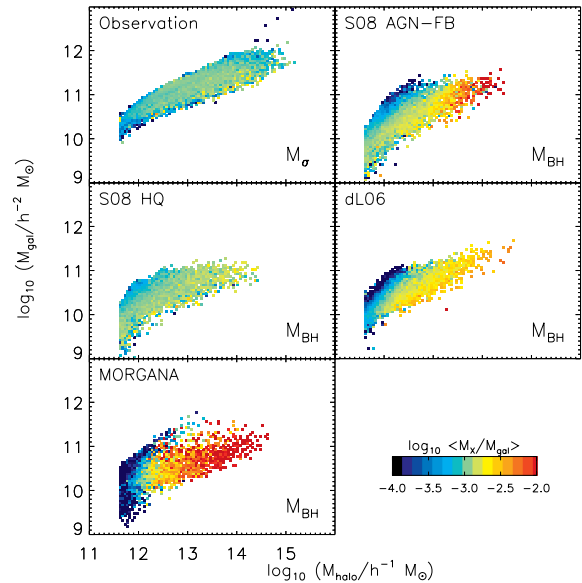 Observation
S08 AGN-FB
12
11
10
9
M_σ
M_BH
S08 HQ
dL06
12
11
10
9
M_BH
M_BH
log₁₀ (M_gal/h⁻² M⊙)
MORGANA
12
11
10
9
M_BH
log₁₀ <M_X/M_gal>
-4.0 -3.5 -3.0 -2.5 -2.0
11 12 13 14 15
log₁₀ (M_halo/h⁻¹ M⊙)